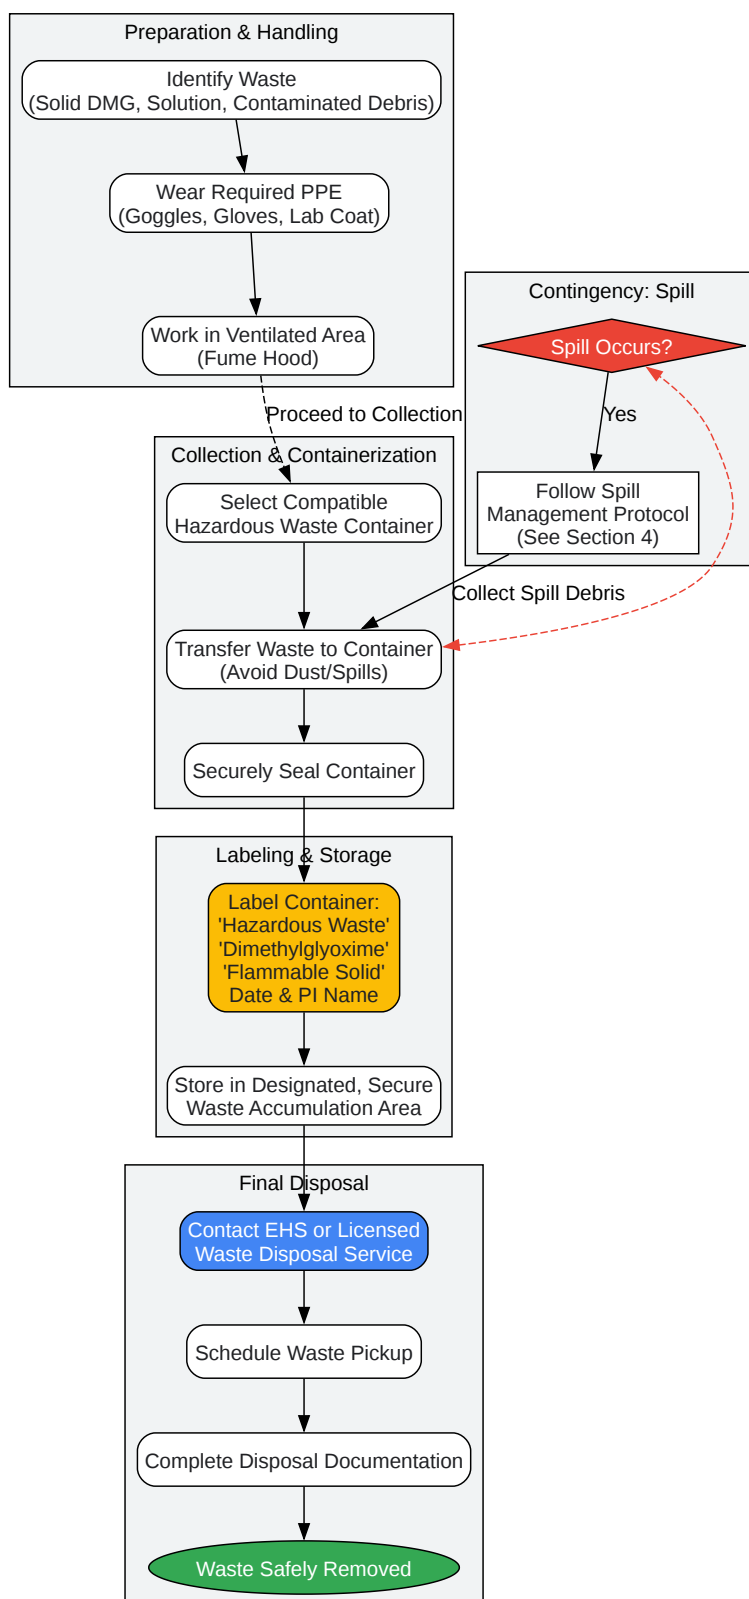 Preparation & Handling
Identify Waste
(Solid DMG, Solution, Contaminated Debris)
Wear Required PPE
(Goggles, Gloves, Lab Coat)
Work in Ventilated Area
(Fume Hood)
Proceed to Collection
Contingency: Spill
Spill Occurs?
Yes
Follow Spill
Management Protocol
(See Section 4)
Collect Spill Debris
Collection & Containerization
Select Compatible
Hazardous Waste Container
Transfer Waste to Container
(Avoid Dust/Spills)
Securely Seal Container
Labeling & Storage
Label Container:
'Hazardous Waste'
'Dimethylglyoxime'
'Flammable Solid'
Date & PI Name
Store in Designated, Secure
Waste Accumulation Area
Final Disposal
Contact EHS or Licensed
Waste Disposal Service
Schedule Waste Pickup
Complete Disposal Documentation
Waste Safely Removed